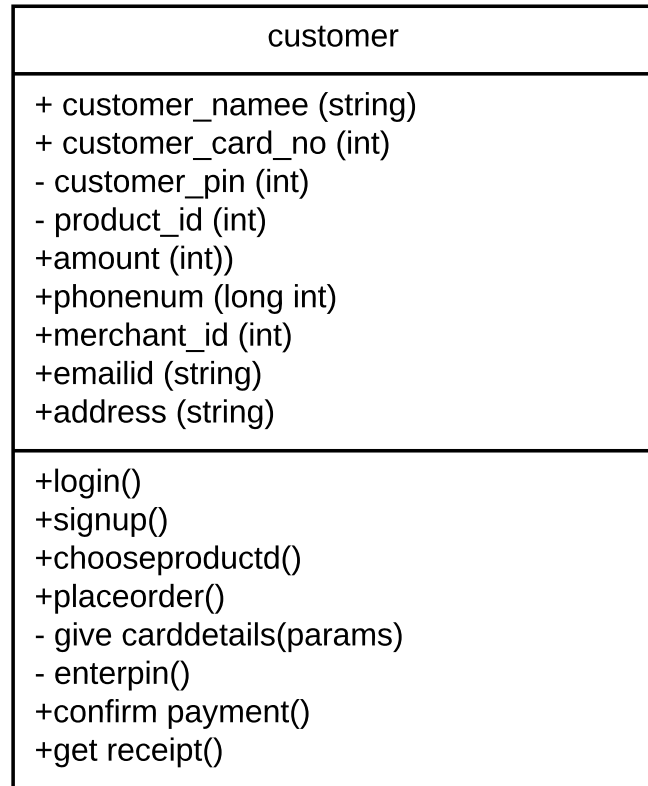 customer
+ customer_namee (string)
+ customer_card_no (int)
- customer_pin (int)
- product_id (int)
+amount (int))
+phonenum (long int)
+merchant_id (int)
+emailid (string)
+address (string)
+login()
+signup()
+chooseproductd()
+placeorder()
- give carddetails(params)
- enterpin()
+confirm payment()
+get receipt()